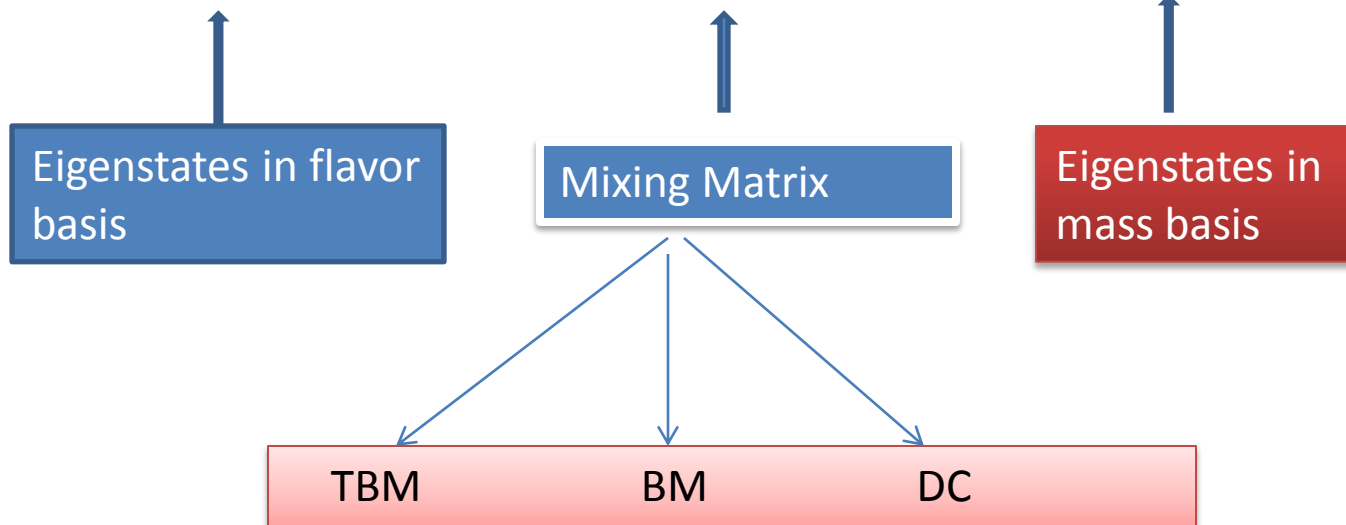 Eigenstates in flavor
basis
Mixing Matrix
Eigenstates in
mass basis
TBM BM DC